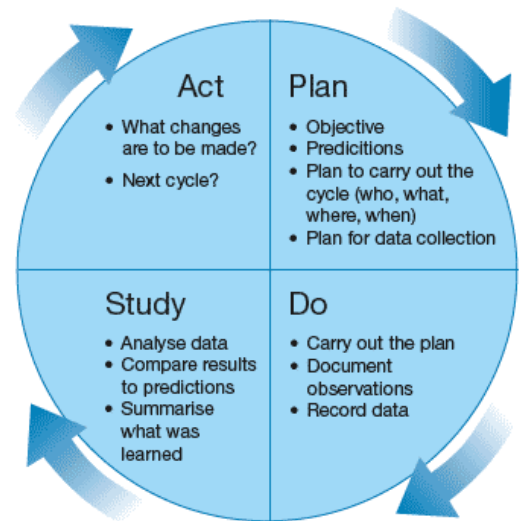 Act
• What changes
are to be made?
• Next cycle?
Plan
• Objective
• Predicitions
• Plan to carry out the
cycle (who, what,
where, when)
• Plan for data collection
Study
• Analyse data
• Compare results
to predictions
• Summarise
what was
learned
Do
• Carry out the plan
• Document
observations
• Record data